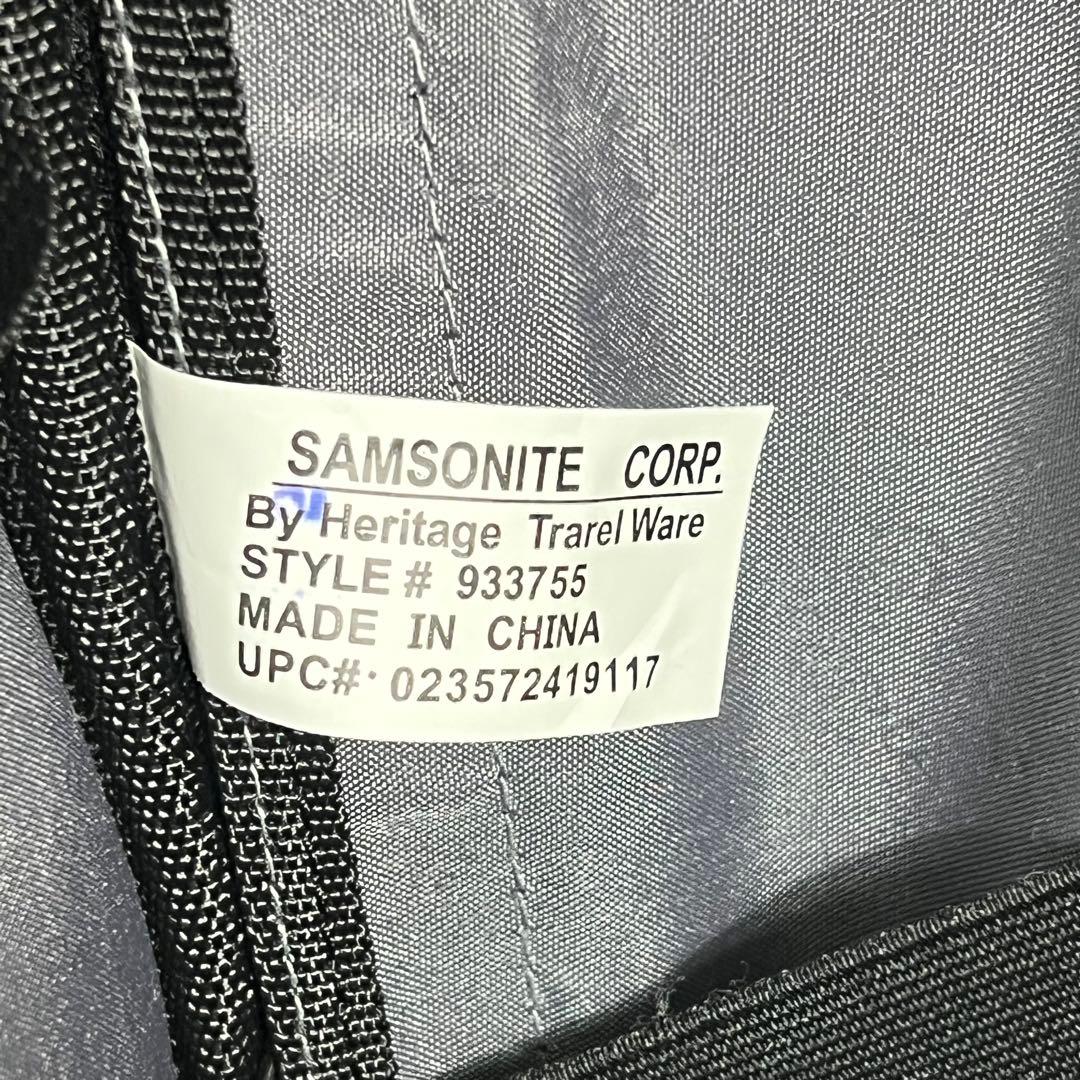 SAMSONITE CORP.
By Heritage Trarel Ware
STYLE # 933755
MADE IN CHINA
UPC#· 023572419117